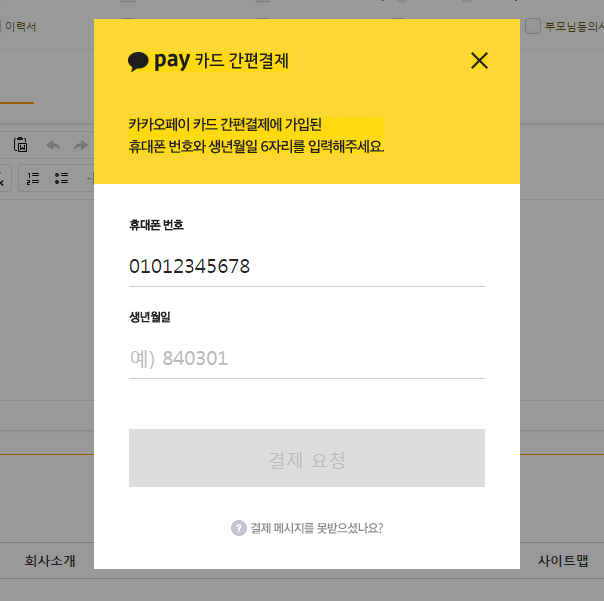 이력서
부모님동의서
pay 카드 간편결제
카카오페이 카드 간편결제에 가입된
휴대폰 번호와 생년월일 6자리를 입력해주세요.
휴대폰 번호
01012345678
생년월일
예) 840301
결제 요청
? 결제 메시지를 못받으셨나요?
회사소개
사이트맵